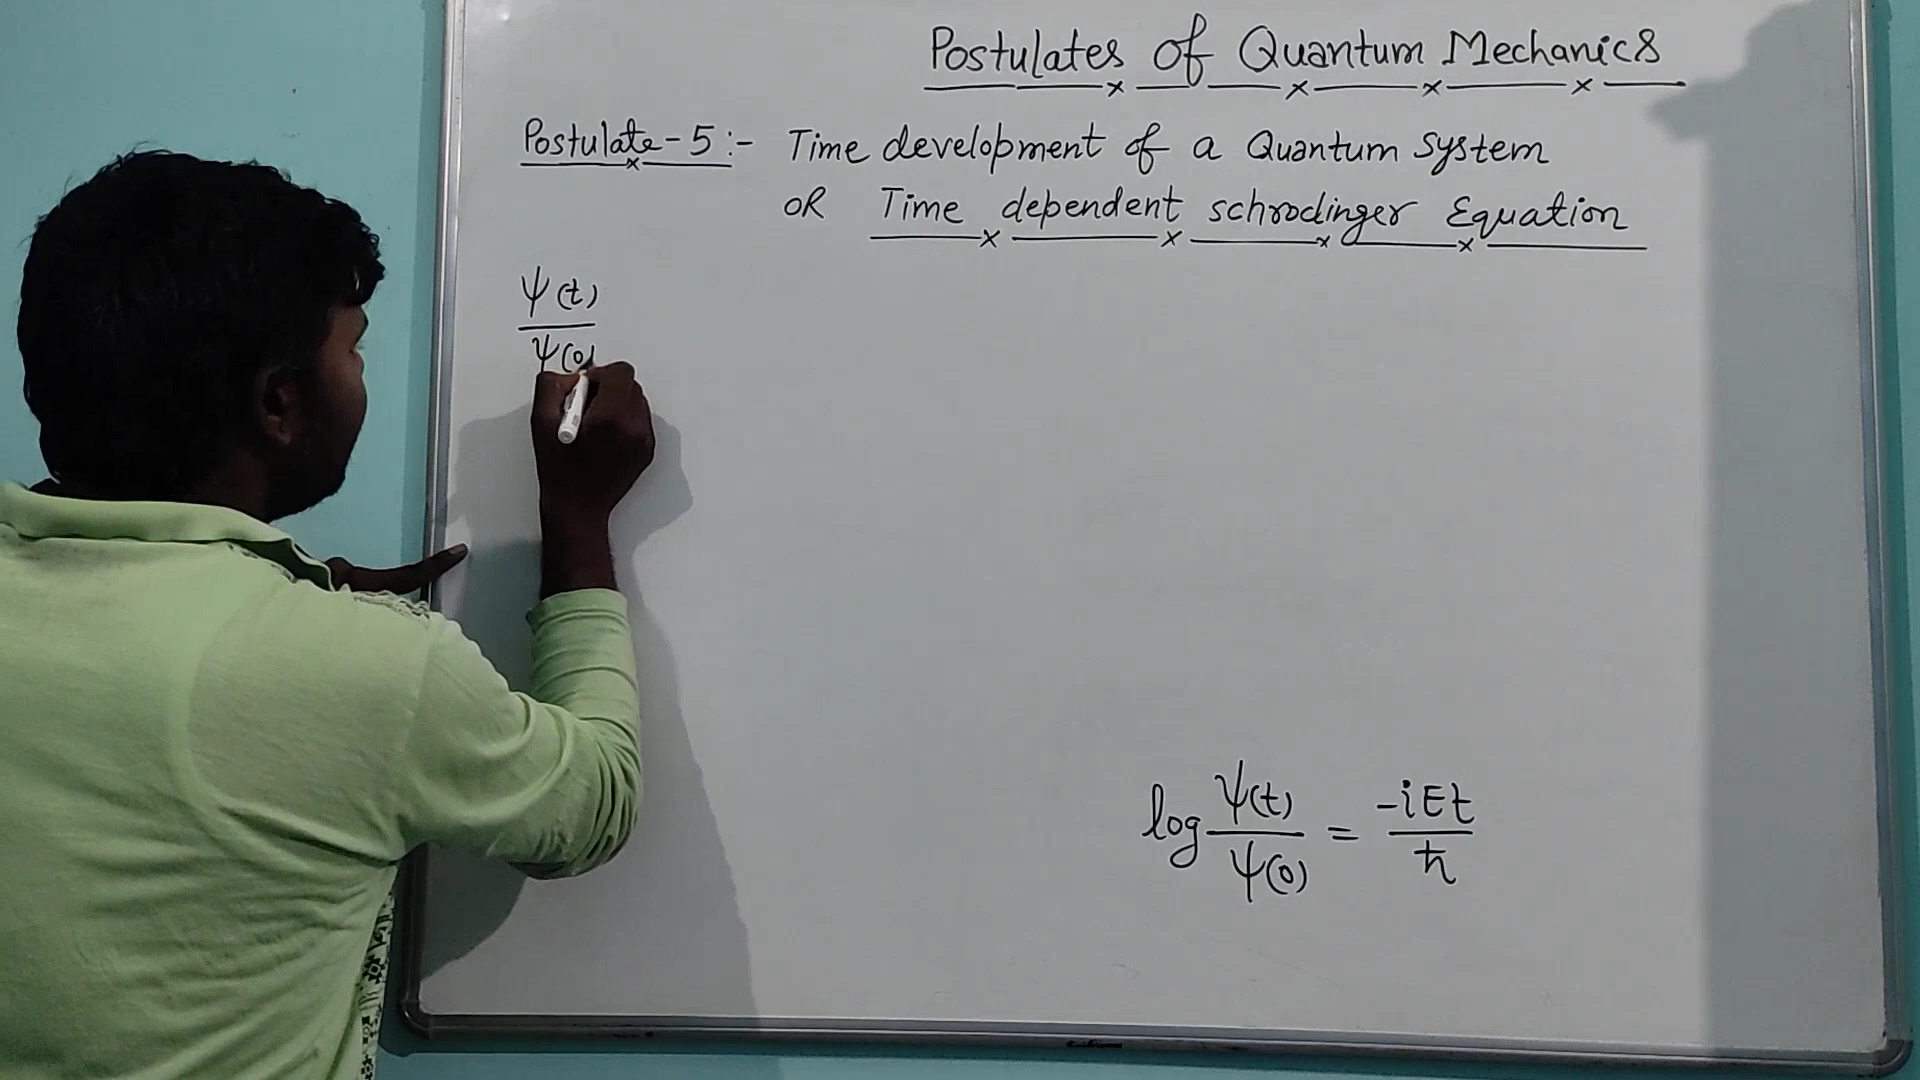 Postulates of Quantum Mechanics
Postulate-5:- Time development of a Quantum System
OR Time dependent schrodinger Equation
ψ(t)
ψ(0)
log ψ(t)/ψ(0) = -iEt/ħ